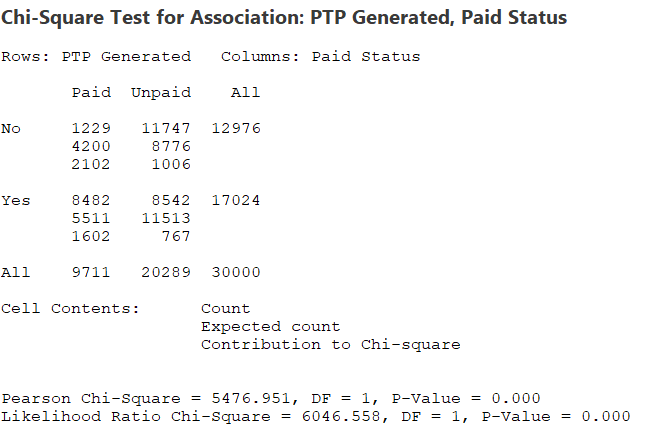 Chi-Square Test for Association: PTP Generated, Paid Status
Rows: PTP Generated   Columns: Paid Status
Paid  Unpaid    All
No      1229   11747  12976
4200    8776
2102    1006
Yes     8482    8542  17024
5511   11513
1602     767
All     9711   20289  30000
Cell Contents:      Count
Expected count
Contribution to Chi-square
Pearson Chi-Square = 5476.951, DF = 1, P-Value = 0.000
Likelihood Ratio Chi-Square = 6046.558, DF = 1, P-Value = 0.000